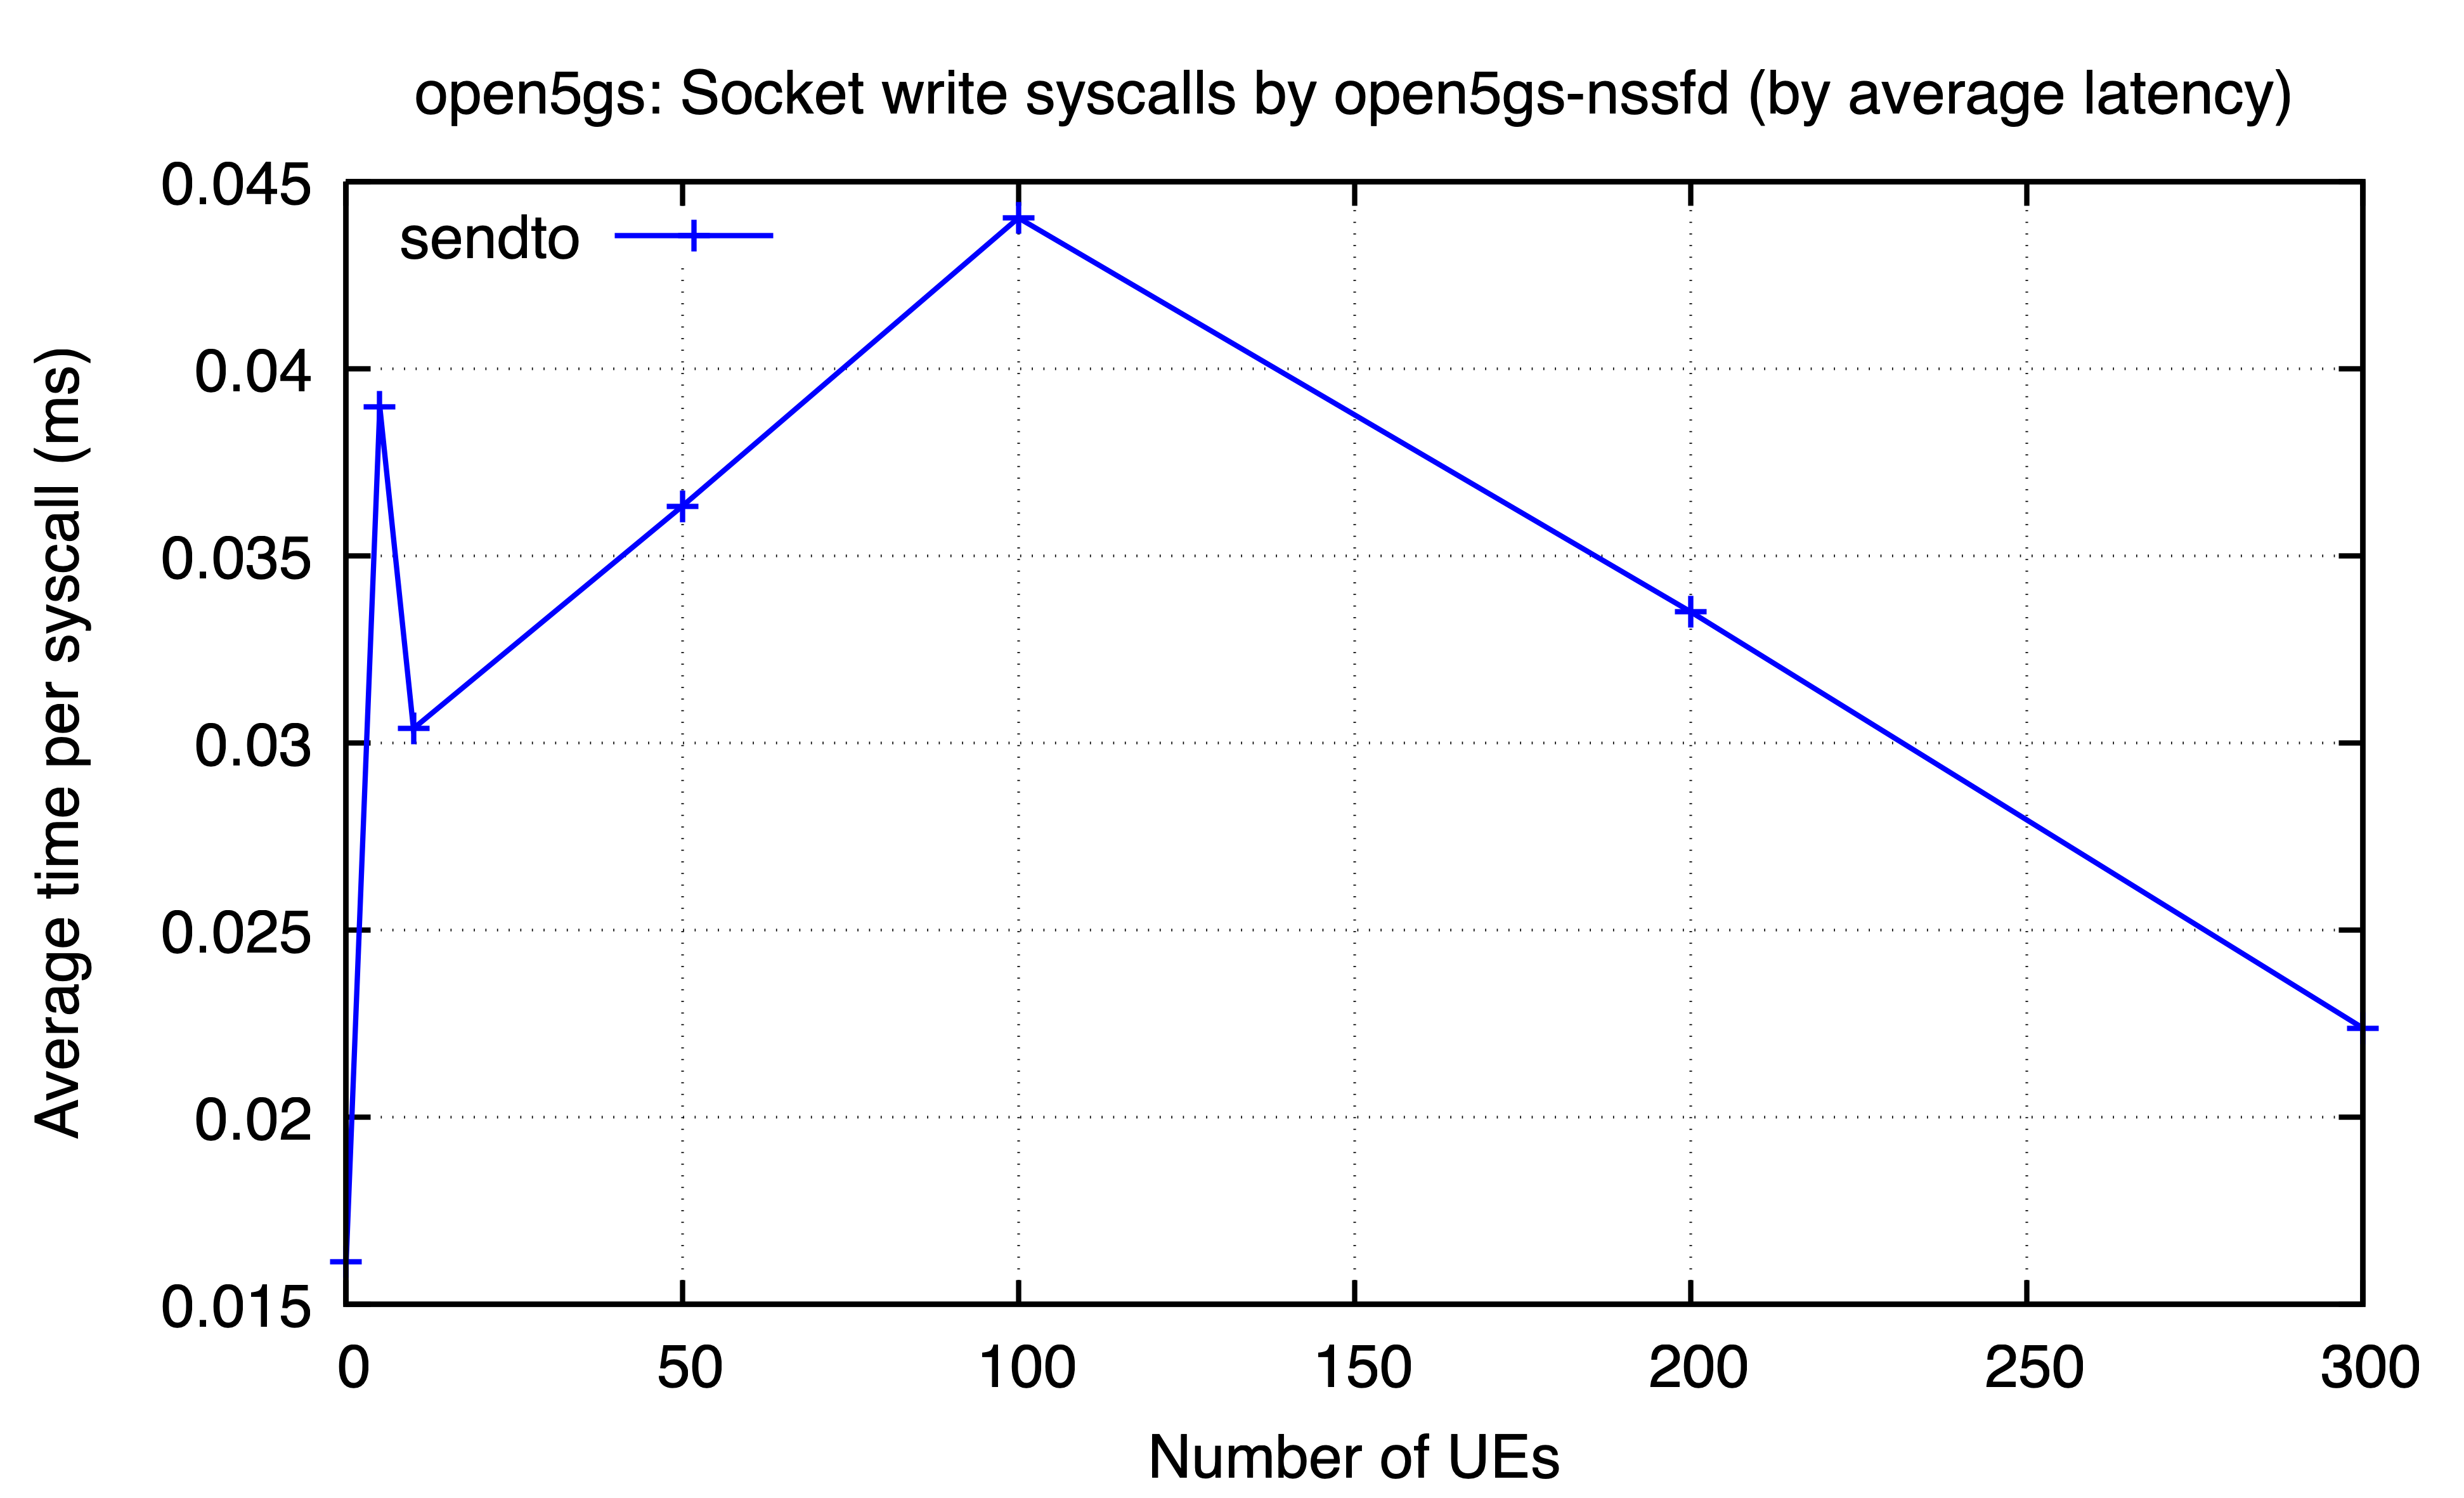 open5gs: Socket write syscalls by open5gs-nssfd (by average latency)
0.045
sendto
0.04
0.035
0.03
0.025
0.02
0.015
Average time per syscall (ms)
0 50 100 150 200 250 300
Number of UEs